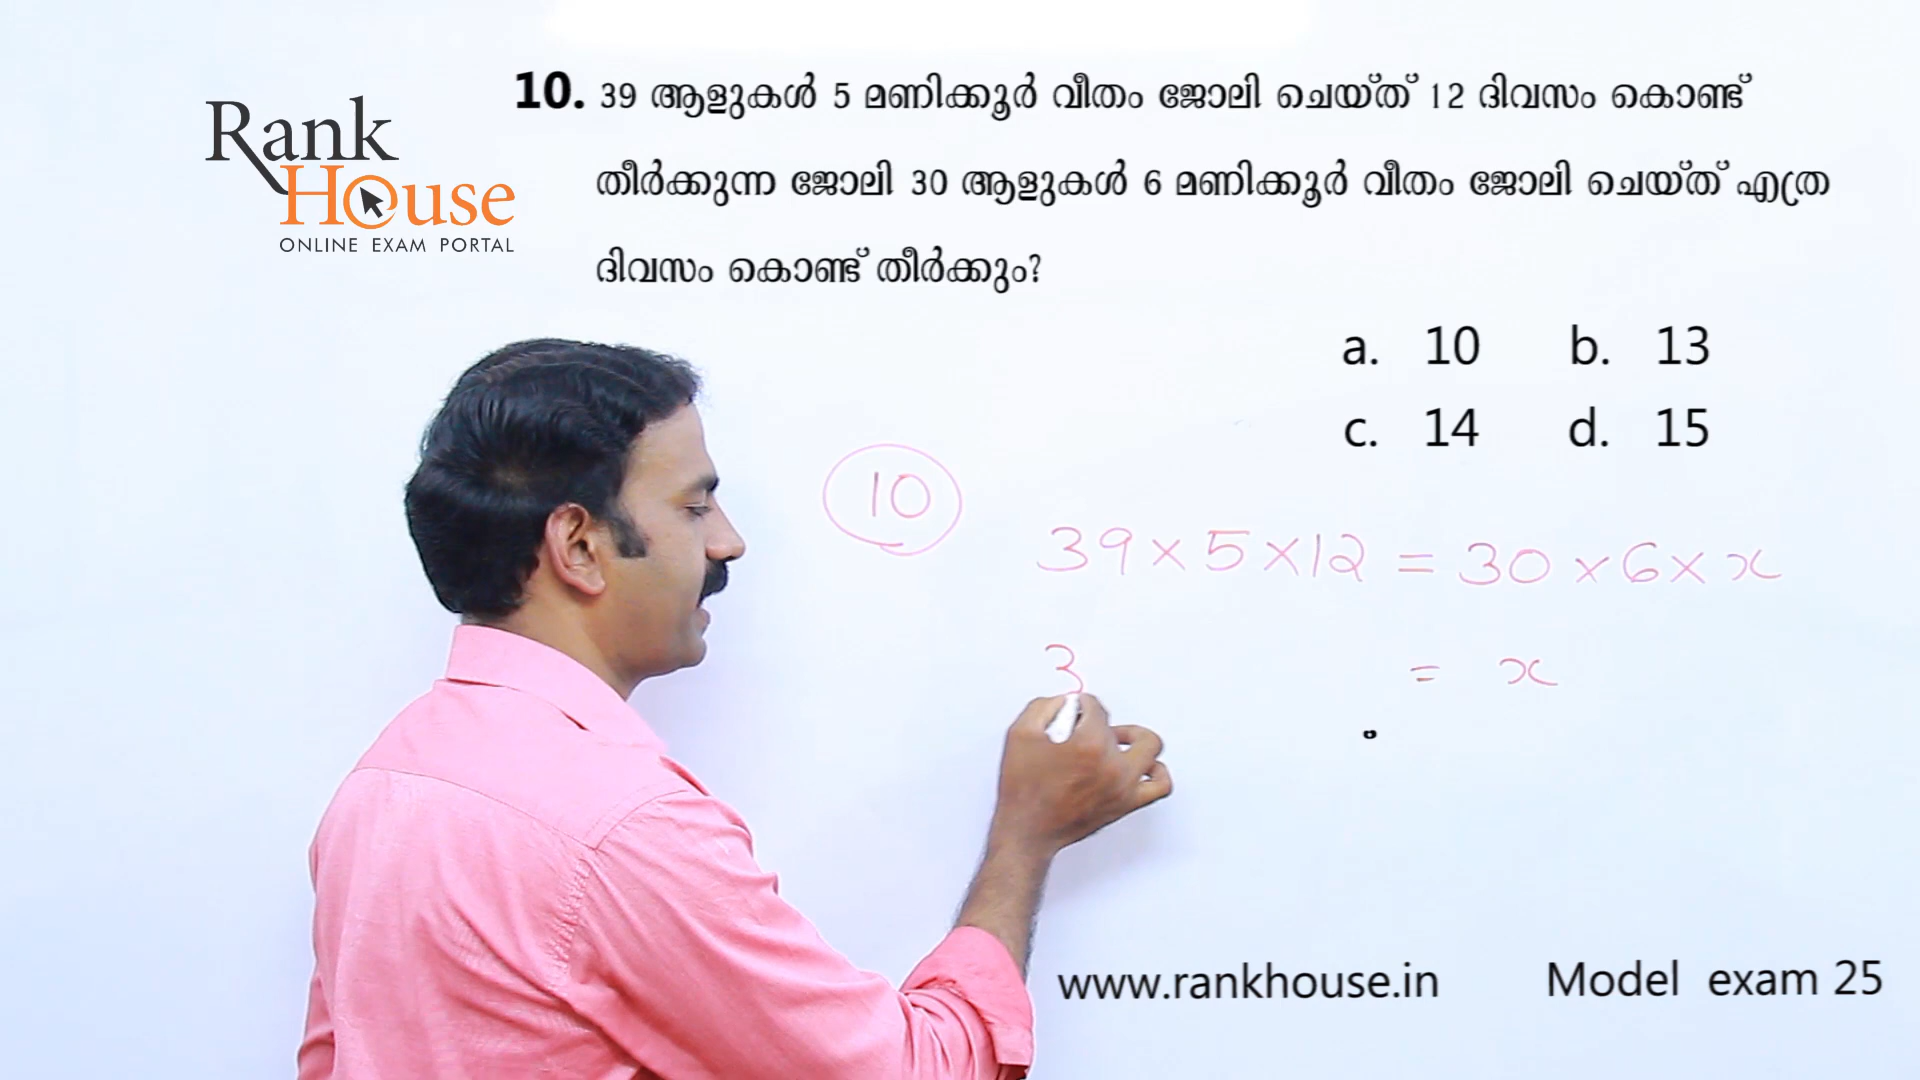 Rank
House
ONLINE EXAM PORTAL
10. 39 ആളുകൾ 5 മണിക്കൂർ വീതം ജോലി ചെയ്ത് 12 ദിവസം കൊണ്ട്
തീർക്കുന്ന ജോലി 30 ആളുകൾ 6 മണിക്കൂർ വീതം ജോലി ചെയ്ത് എത്ര
ദിവസം കൊണ്ട് തീർക്കും?
a. 10 b. 13
c. 14 d. 15
10
39 × 5 × 12 = 30 × 6 × x
3 = x
www.rankhouse.in Model exam 25